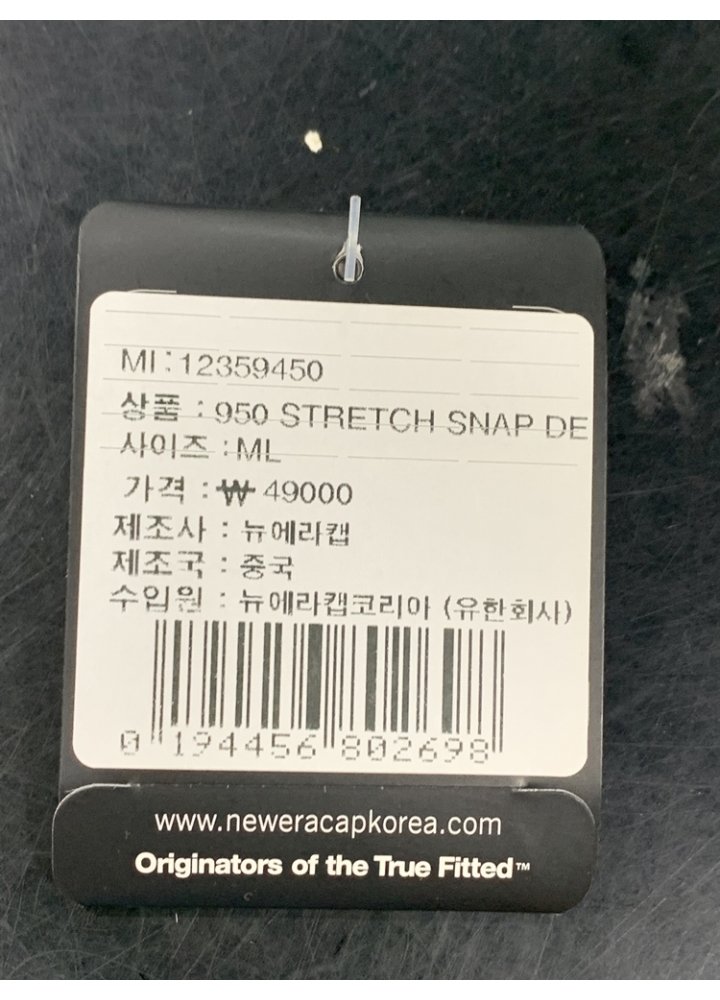 MI:12359450
상품 : 950 STRETCH SNAP DE
사이즈 : ML
가격 : ₩ 49000
제조사 : 뉴에라캡
제조국 : 중국
수입원 : 뉴에라캡코리아 (유한회사)
0 194456 802698
www.neweracapkorea.com
Originators of the True Fitted™